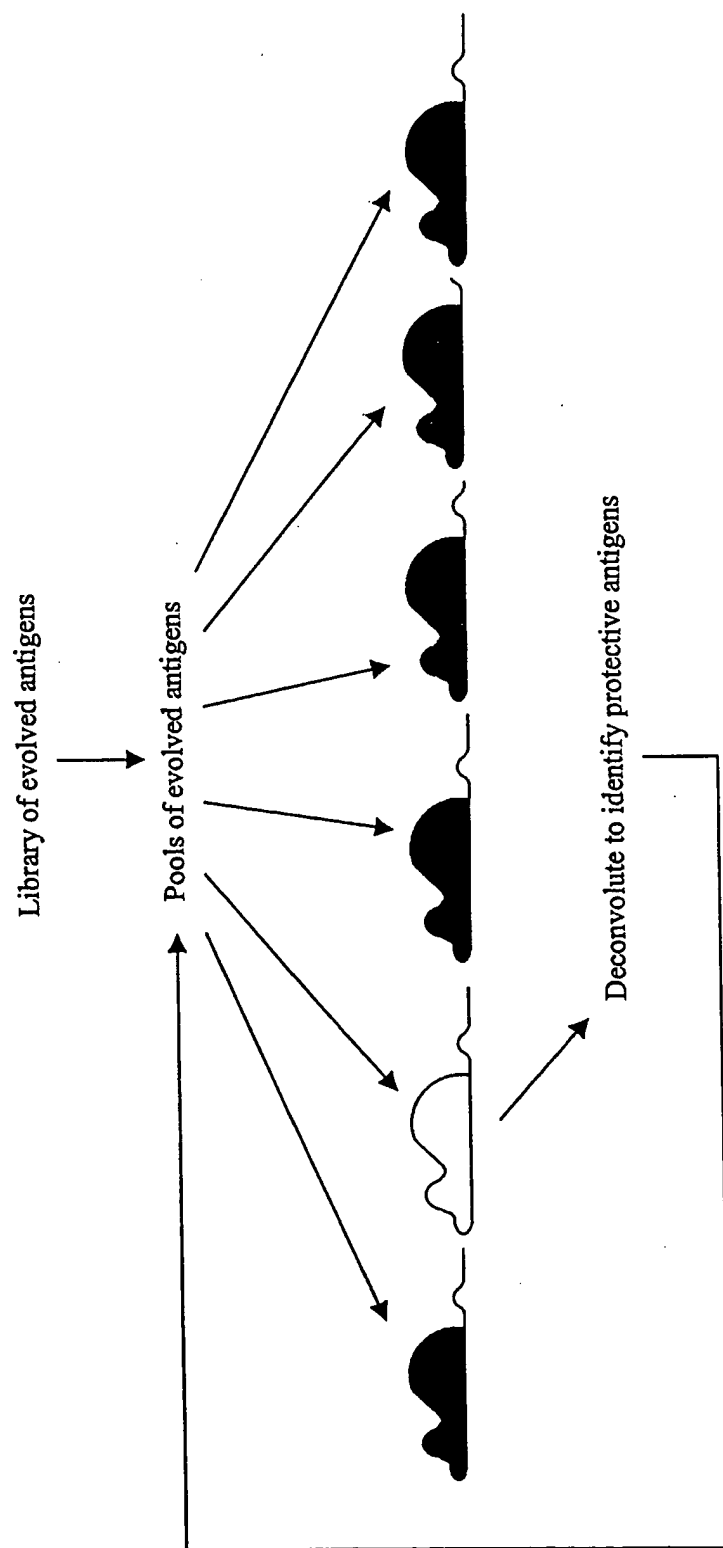 Library of evolved antigens
Pools of evolved antigens
Deconvolute to identify protective antigens